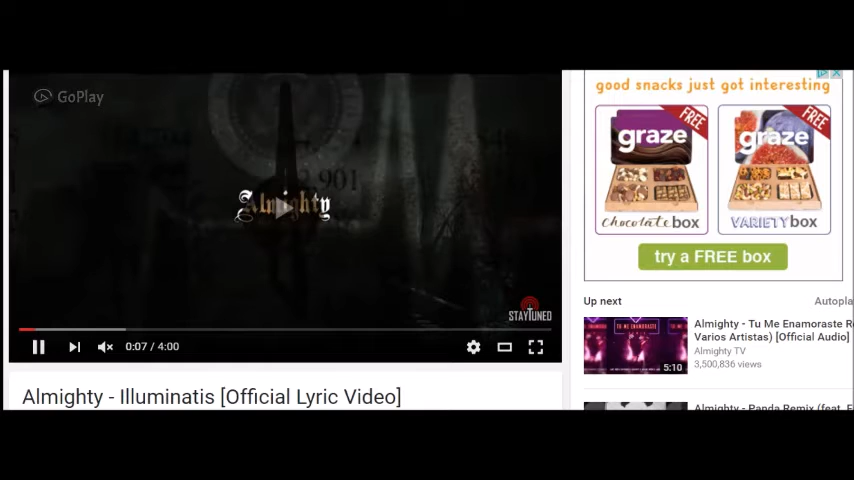 GoPlay
901
Almighty
STAYTUNED
0:07 / 4:00
Almighty - Illuminatis [Official Lyric Video]
good snacks just got interesting
FREE
FREE
graze
graze
chocolate box
VARIETY box
try a FREE box
Up next
Autopla
TU ME ENAMORASTE
5:10
Almighty - Tu Me Enamoraste R
Varios Artistas) [Official Audio]
Almighty TV
3,500,836 views
Almighty - Panda Remix (feat. F